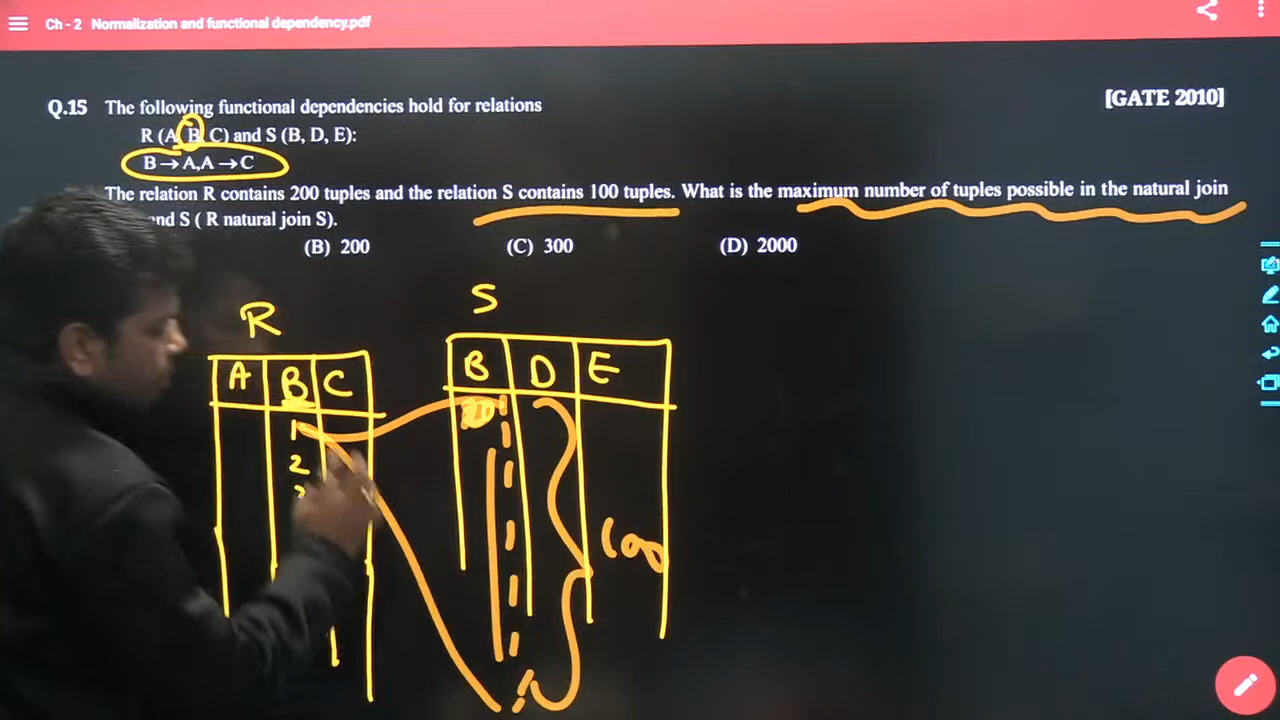 Ch - 2 Normalization and functional dependency.pdf
Q.15 The following functional dependencies hold for relations [GATE 2010]
R (A, B, C) and S (B, D, E):
B → A, A → C
The relation R contains 200 tuples and the relation S contains 100 tuples. What is the maximum number of tuples possible in the natural join
nd S ( R natural join S).
(B) 200 (C) 300 (D) 2000
R S
A B C B D E
1
2
100